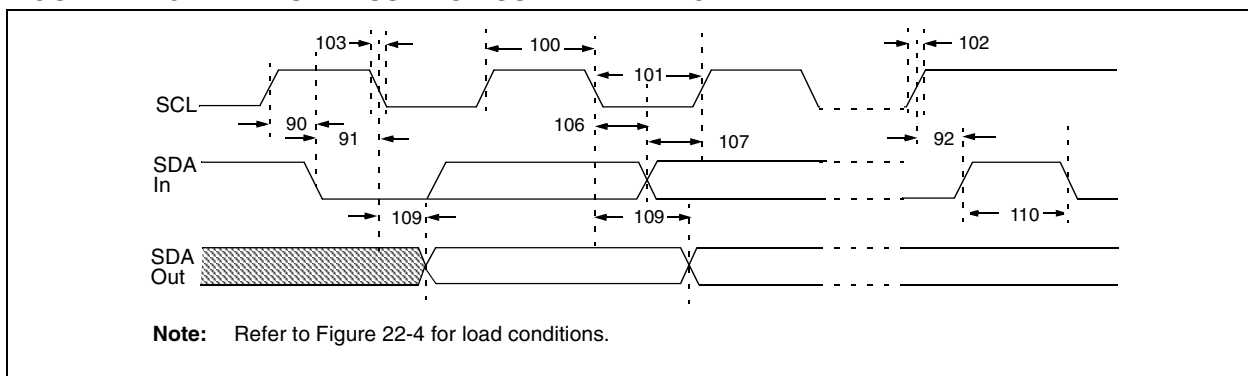 103
100
102
101
SCL
90
91
106
107
92
SDA
In
109
109
110
SDA
Out
Note: Refer to Figure 22-4 for load conditions.